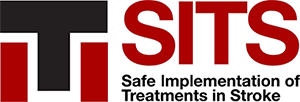 SITS
Safe Implementation of
Treatments in Stroke